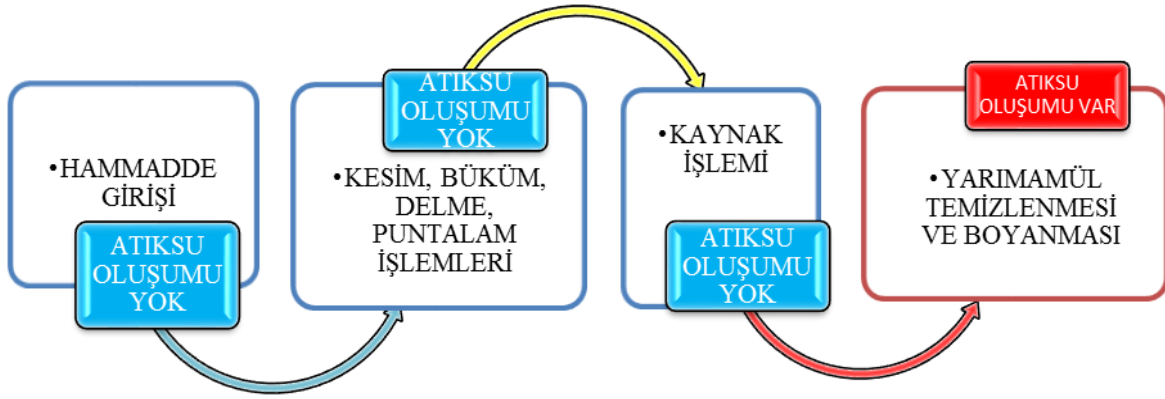 •HAMMADDE
GİRİŞİ
ATIKSU
OLUŞUMU
YOK
ATIKSU
OLUŞUMU
YOK
•KESİM, BÜKÜM,
DELME,
PUNTALAM
İŞLEMLERİ
•KAYNAK
İŞLEMİ
ATIKSU
OLUŞUMU
YOK
ATIKSU
OLUŞUMU VAR
•YARIMAMÜL
TEMİZLENMESİ
VE BOYANMASI